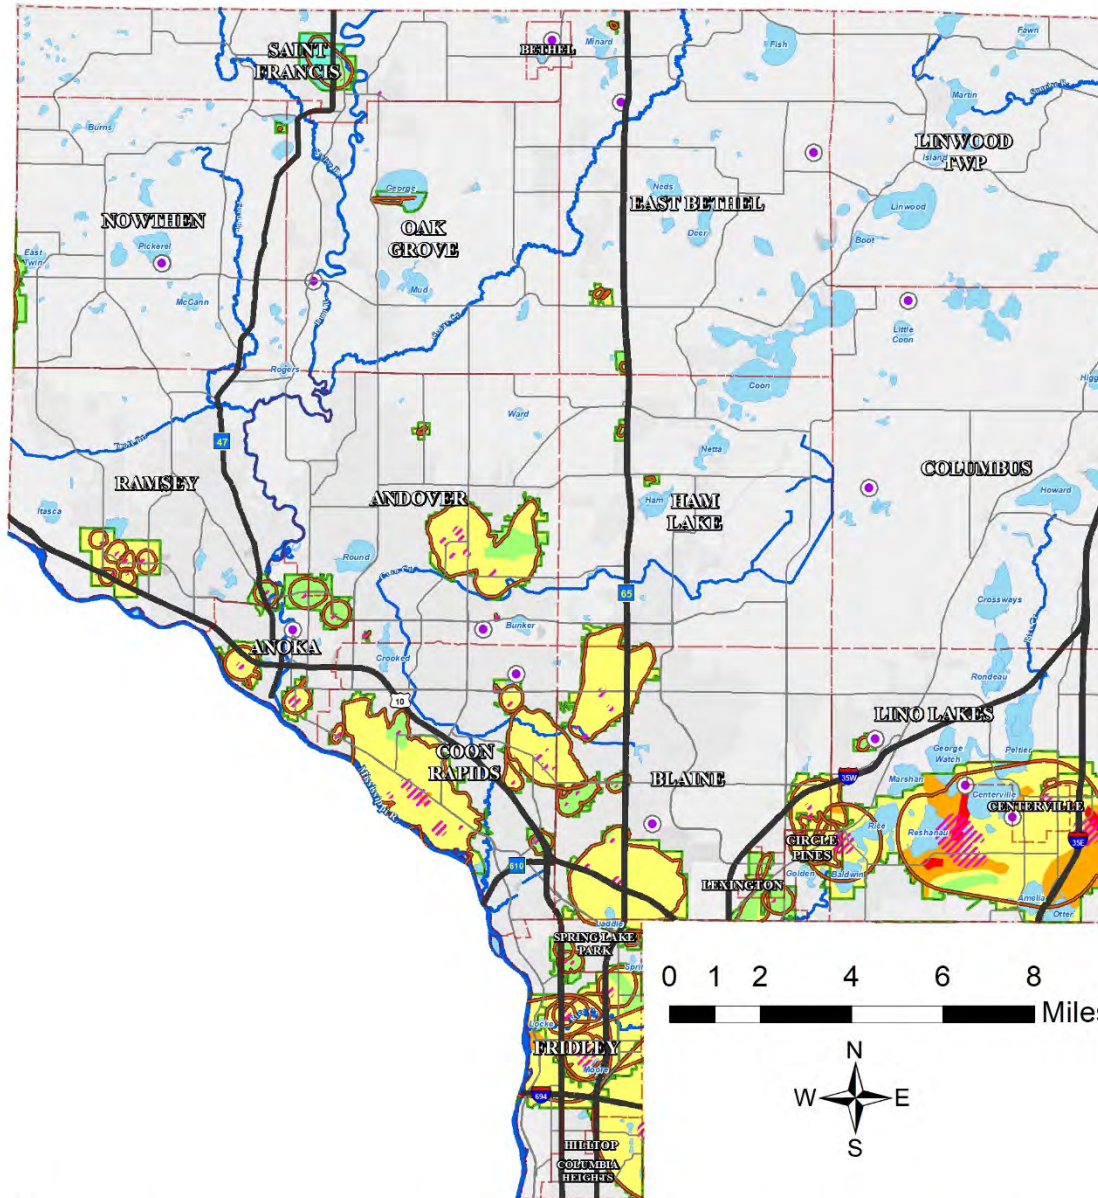 SAINT
FRANCIS
BETHEL
Minard
Fish
Fawn
Martin
Burns
LINWOOD
TWP
Island
George
Neds
EAST BETHEL
Linwood
NOWTHEN
Pickerel
OAK
GROVE
Deer
Boot
East
Twin
McCann
Mud
Little
Coon
Rogers
Coon
Ward
47
Netta
RAMSEY
COLUMBUS
ANDOVER
Ham
HAM
LAKE
Howard
Itasca
Round
65
Crossways
Bunker
ANOKA
Crooked
Rondeau
10
LINO LAKES
COON
RAPIDS
George
Watch
Peltier
BLAINE
35W
Marshan
Centerville
CENTERVILLE
Mississippi R.
Rice
Reshanau
CIRCLE
PINES
35E
610
Golden
Baldwin
LEXINGTON
Amelia
Otter
Laddie
SPRING LAKE
PARK
0 1 2 4 6 8
Miles
Locke
FRIDLEY
Moore
N
W E
S
694
HILLTOP
COLUMBIA
HEIGHTS